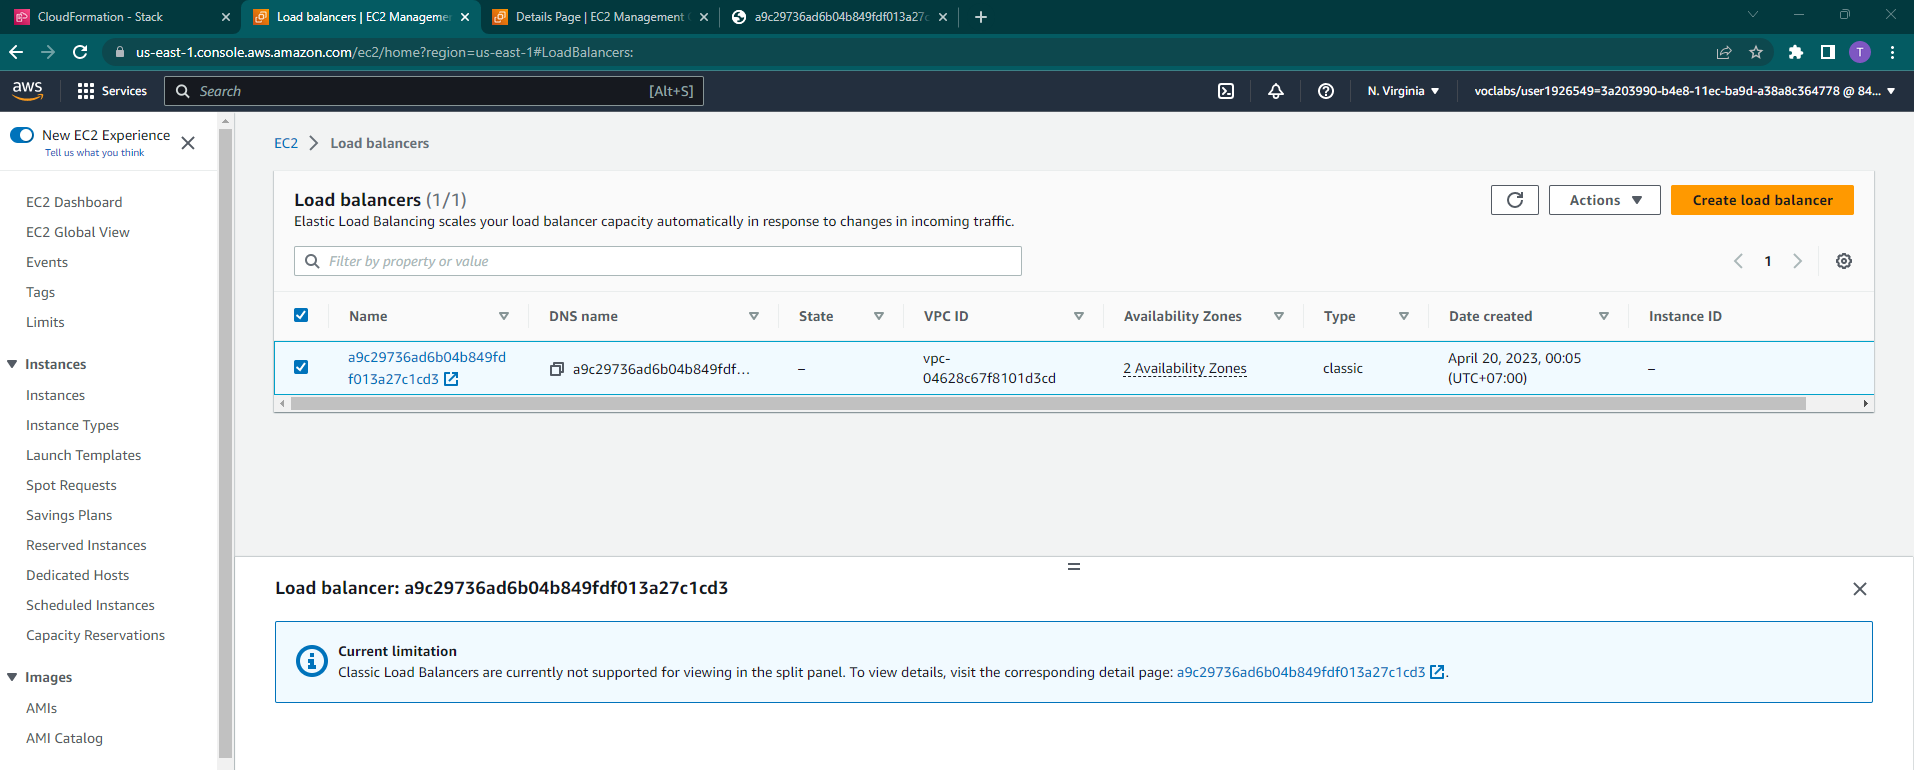 CloudFormation - Stack
Load balancers | EC2 Manageme
Details Page | EC2 Management
a9c29736ad6b04b849fdf013a27c
us-east-1.console.aws.amazon.com/ec2/home?region=us-east-1#LoadBalancers:
T
aws
Services
Search
[Alt+S]
N. Virginia
voclabs/user1926549=3a203990-b4e8-11ec-ba9d-a38a8c364778 @ 84...
New EC2 Experience
Tell us what you think
EC2 Dashboard
EC2 Global View
Events
Tags
Limits
Instances
Instances
Instance Types
Launch Templates
Spot Requests
Savings Plans
Reserved Instances
Dedicated Hosts
Scheduled Instances
Capacity Reservations
Images
AMIs
AMI Catalog
EC2 > Load balancers
Load balancers (1/1)
Elastic Load Balancing scales your load balancer capacity automatically in response to changes in incoming traffic.
Actions
Create load balancer
Filter by property or value
1
Name
DNS name
State
VPC ID
Availability Zones
Type
Date created
Instance ID
a9c29736ad6b04b849fd
f013a27c1cd3
a9c29736ad6b04b849fdf...
–
vpc-
04628c67f8101d3cd
2 Availability Zones
classic
April 20, 2023, 00:05
(UTC+07:00)
–
Load balancer: a9c29736ad6b04b849fdf013a27c1cd3
Current limitation
Classic Load Balancers are currently not supported for viewing in the split panel. To view details, visit the corresponding detail page: a9c29736ad6b04b849fdf013a27c1cd3.